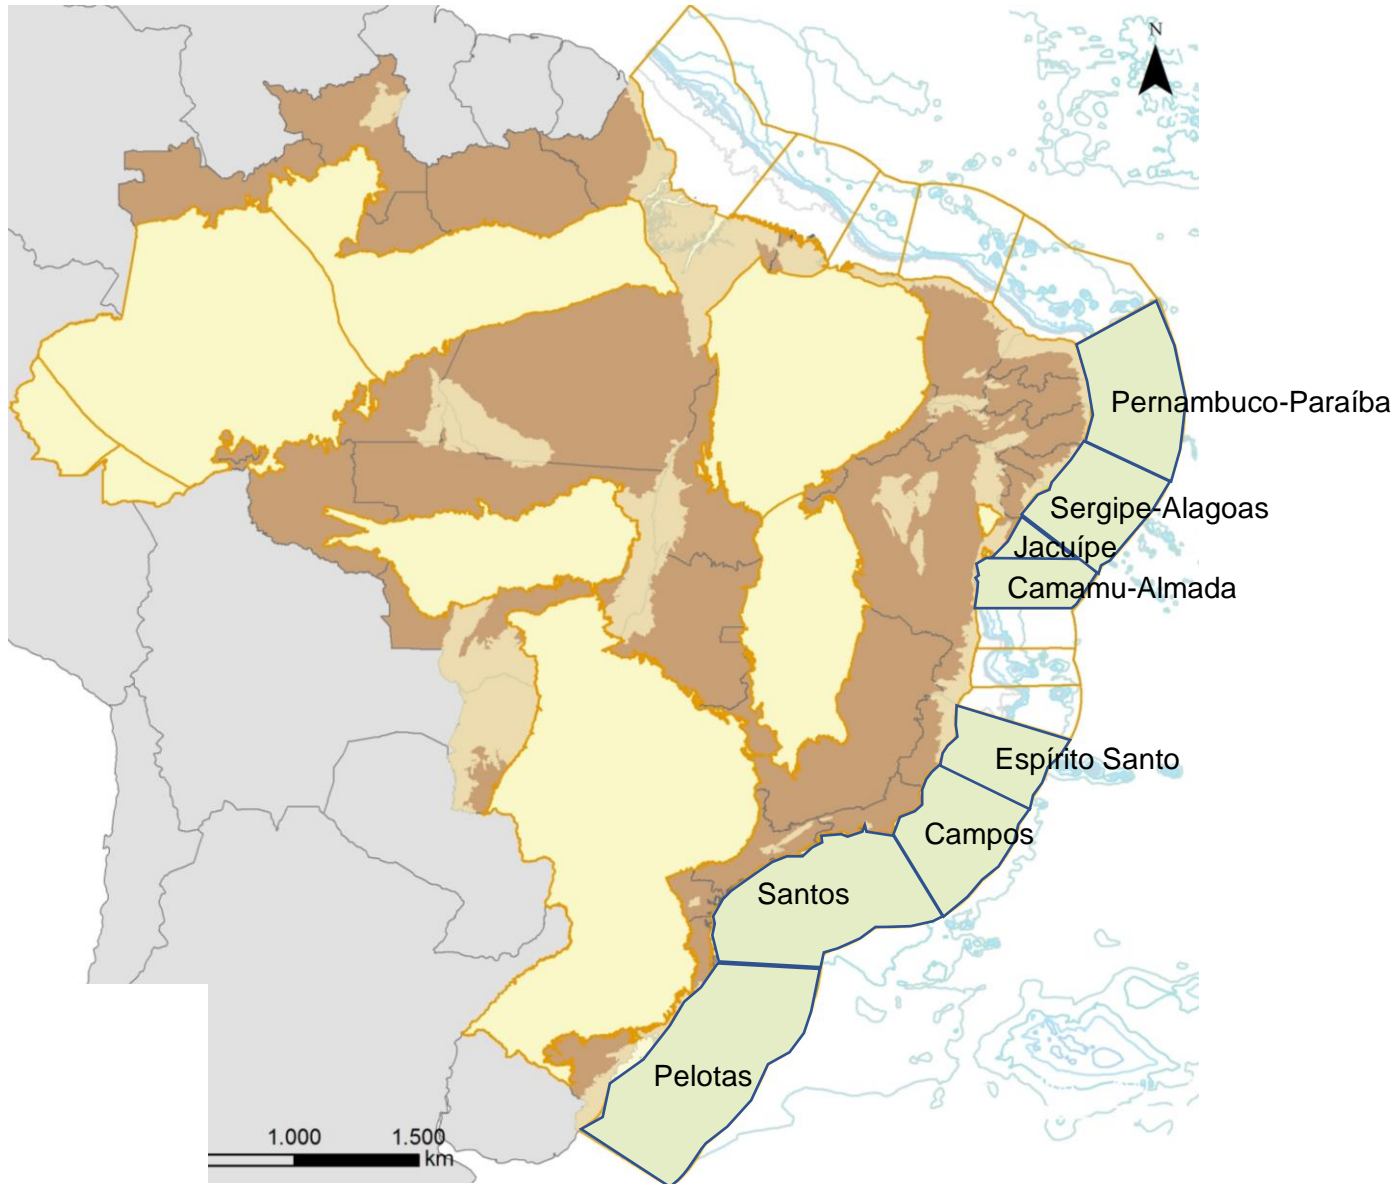 N
Pernambuco-Paraíba
Sergipe-Alagoas
Jacuípe
Camamu-Almada
Espírito Santo
Campos
Santos
Pelotas
1.000 1.500
km